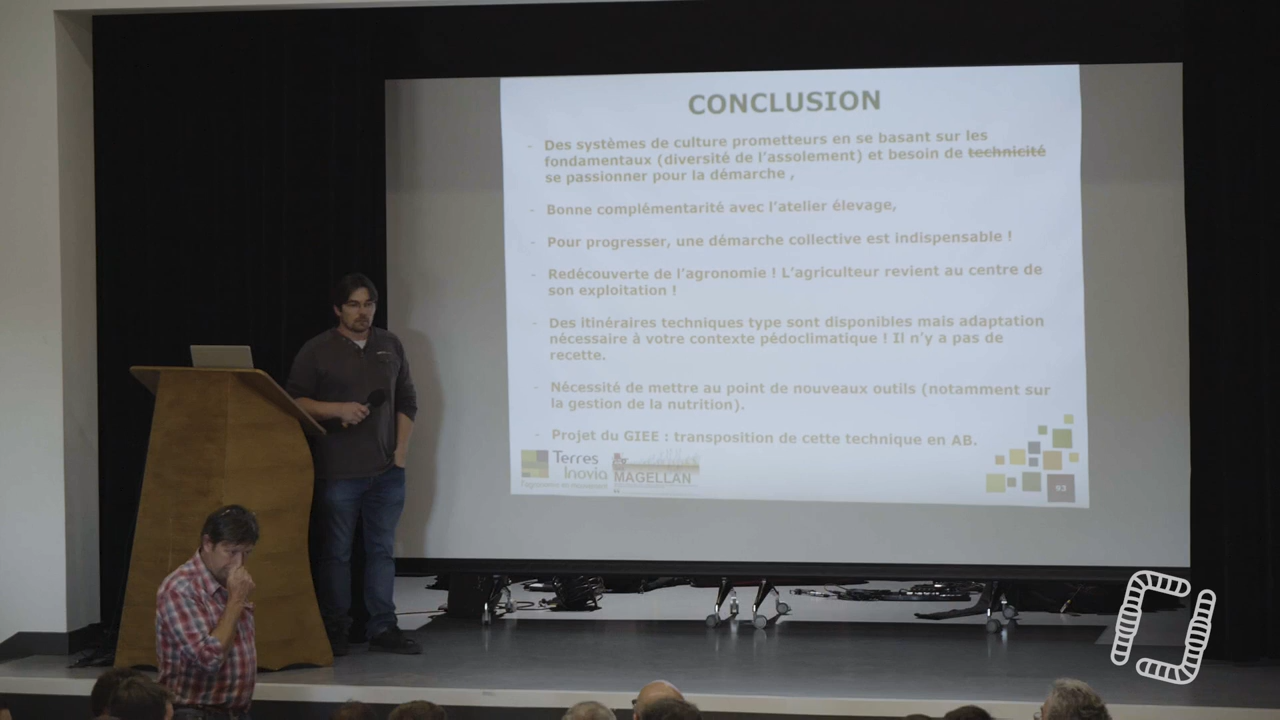 CONCLUSION
- Des systèmes de culture prometteurs en se basant sur les
fondamentaux (diversité de l'assolement) et besoin de technicité
se passionner pour la démarche ,
- Bonne complémentarité avec l'atelier élevage,
- Pour progresser, une démarche collective est indispensable !
- Redécouverte de l'agronomie ! L'agriculteur revient au centre de
son exploitation !
- Des itinéraires techniques type sont disponibles mais adaptation
nécessaire à votre contexte pédoclimatique ! Il n'y a pas de
recette.
- Nécessité de mettre au point de nouveaux outils (notamment sur
la gestion de la nutrition).
- Projet du GIEE : transposition de cette technique en AB.
Terres
Inovia
l'agronomie en mouvement
MAGELLAN
93